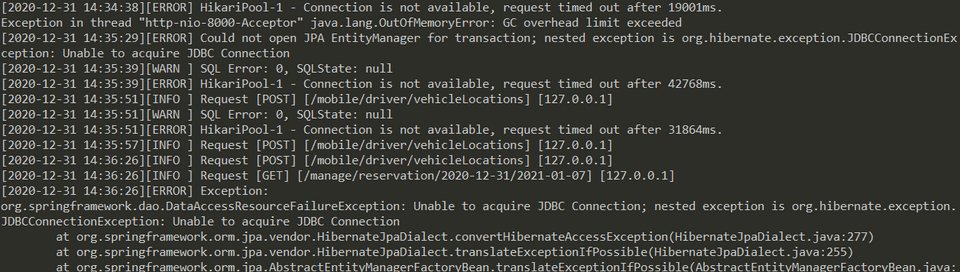 [2020-12-31 14:34:38][ERROR] HikariPool-1 - Connection is not available, request timed out after 19001ms.
Exception in thread "http-nio-8000-Acceptor" java.lang.OutOfMemoryError: GC overhead limit exceeded
[2020-12-31 14:35:29][ERROR] Could not open JPA EntityManager for transaction; nested exception is org.hibernate.exception.JDBCConnectionEx
ception: Unable to acquire JDBC Connection
[2020-12-31 14:35:39][WARN ] SQL Error: 0, SQLState: null
[2020-12-31 14:35:39][ERROR] HikariPool-1 - Connection is not available, request timed out after 42768ms.
[2020-12-31 14:35:51][INFO ] Request [POST] [/mobile/driver/vehicleLocations] [127.0.0.1]
[2020-12-31 14:35:51][WARN ] SQL Error: 0, SQLState: null
[2020-12-31 14:35:51][ERROR] HikariPool-1 - Connection is not available, request timed out after 31864ms.
[2020-12-31 14:35:57][INFO ] Request [POST] [/mobile/driver/vehicleLocations] [127.0.0.1]
[2020-12-31 14:36:26][INFO ] Request [POST] [/mobile/driver/vehicleLocations] [127.0.0.1]
[2020-12-31 14:36:26][INFO ] Request [GET] [/manage/reservation/2020-12-31/2021-01-07] [127.0.0.1]
[2020-12-31 14:36:26][ERROR] Exception:
org.springframework.dao.DataAccessResourceFailureException: Unable to acquire JDBC Connection; nested exception is org.hibernate.exception.
JDBCConnectionException: Unable to acquire JDBC Connection
at org.springframework.orm.jpa.vendor.HibernateJpaDialect.convertHibernateAccessException(HibernateJpaDialect.java:277)
at org.springframework.orm.jpa.vendor.HibernateJpaDialect.translateExceptionIfPossible(HibernateJpaDialect.java:255)
at org.springframework.orm.jpa.AbstractEntityManagerFactoryBean.translateExceptionIfPossible(AbstractEntityManagerFactoryBean.java: